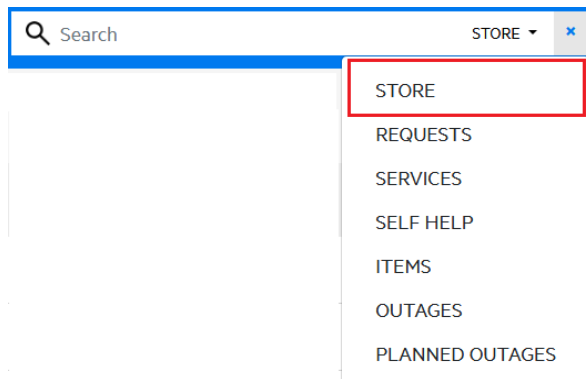 Search STORE
STORE
REQUESTS
SERVICES
SELF HELP
ITEMS
OUTAGES
PLANNED OUTAGES